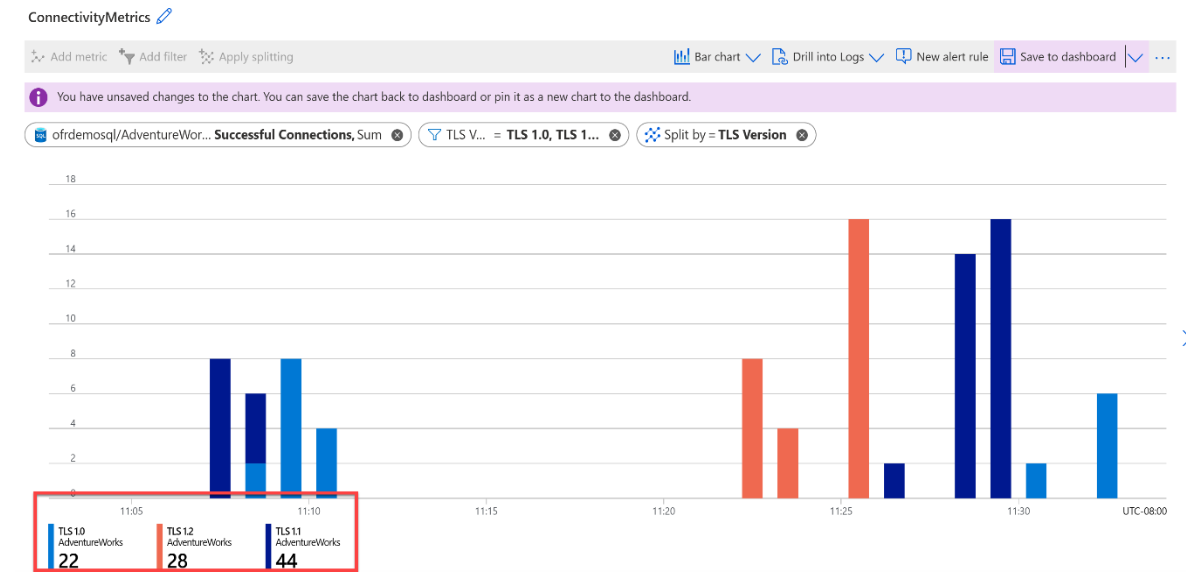 ConnectivityMetrics
Add metric Add filter Apply splitting Bar chart Drill into Logs New alert rule Save to dashboard ...
You have unsaved changes to the chart. You can save the chart back to dashboard or pin it as a new chart to the dashboard.
ofrdemosql/AdventureWor... Successful Connections, Sum TLS V... = TLS 1.0, TLS 1... Split by = TLS Version
18
16
14
12
10
8
6
4
2
0
11:05 11:10 11:15 11:20 11:25 11:30 UTC-08:00
TLS 1.0 TLS 1.2 TLS 1.1
AdventureWorks AdventureWorks AdventureWorks
22 28 44